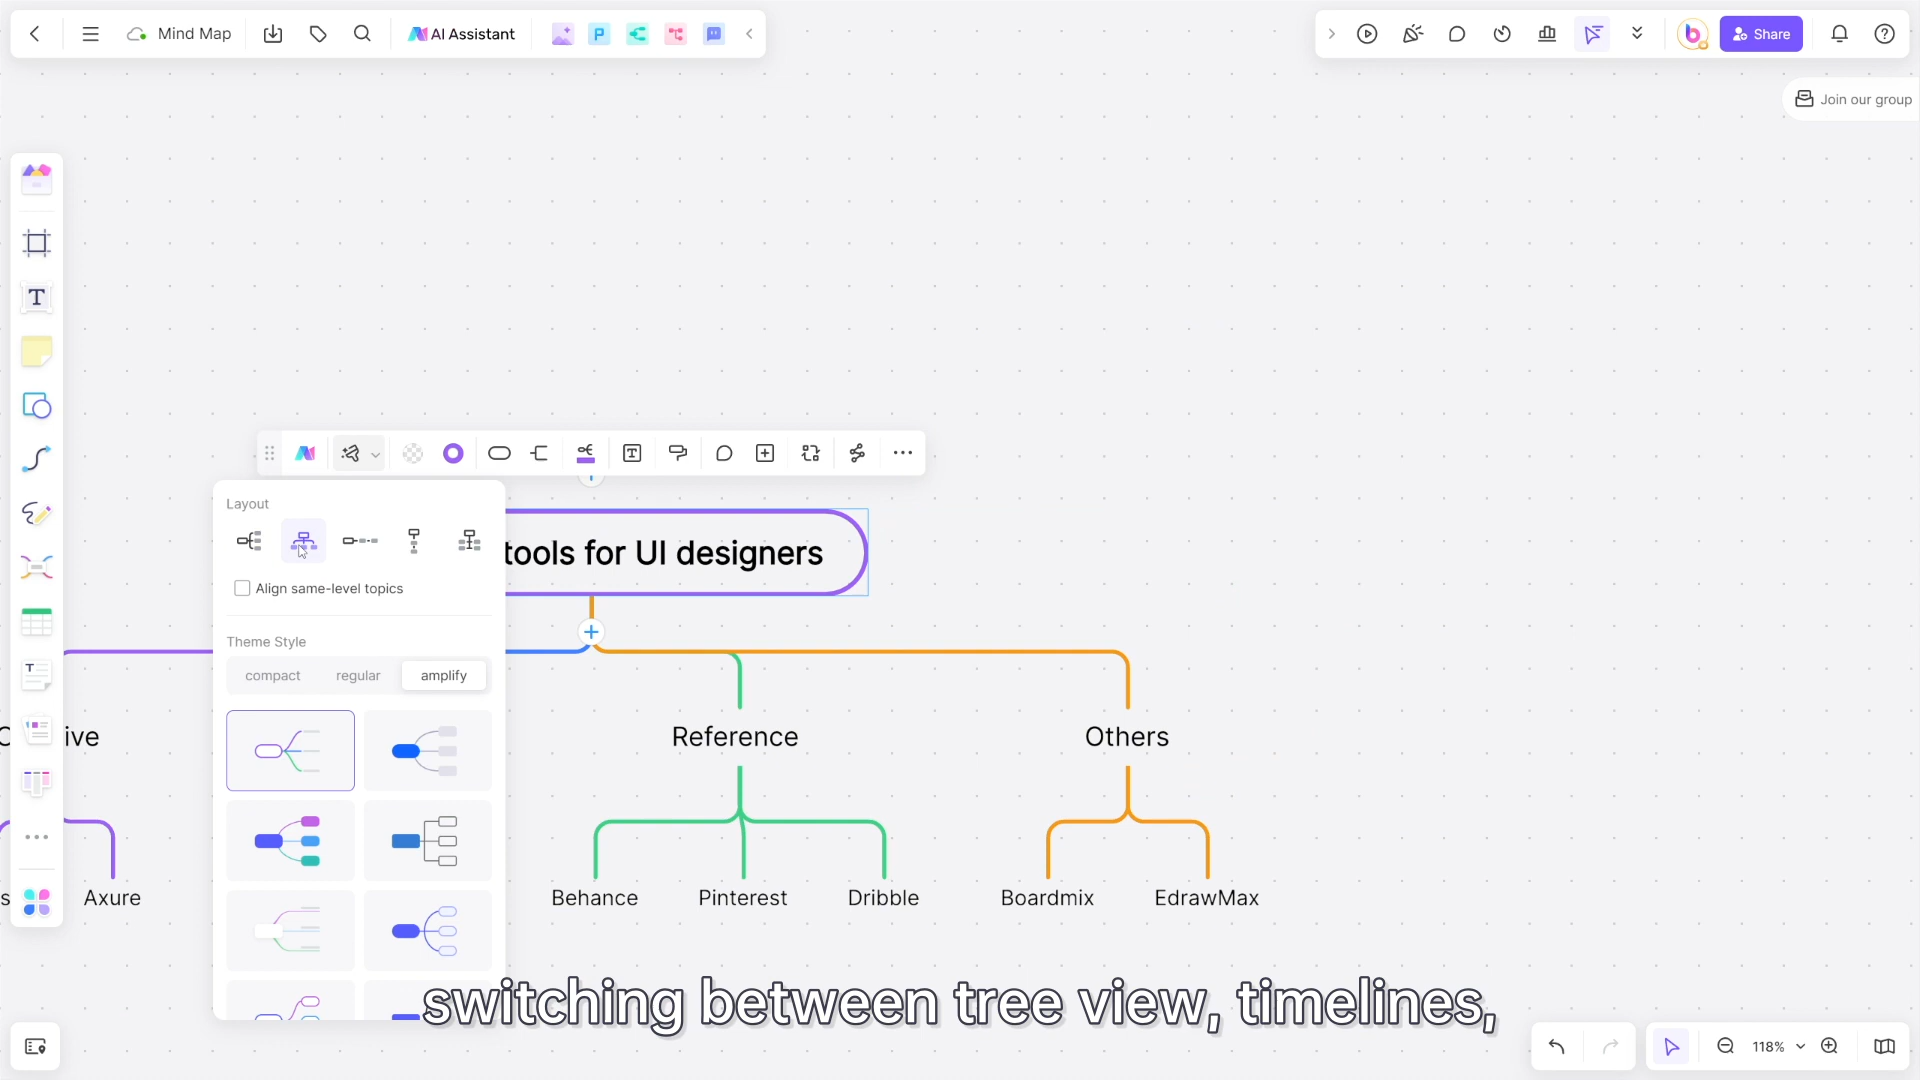 Mind Map
AI Assistant
Share
Join our group
Layout
Align same-level topics
Theme Style
compact
regular
amplify
tools for UI designers
ive
Reference
Others
s
Axure
Behance
Pinterest
Dribble
Boardmix
EdrawMax
switching between tree view, timelines,
118%